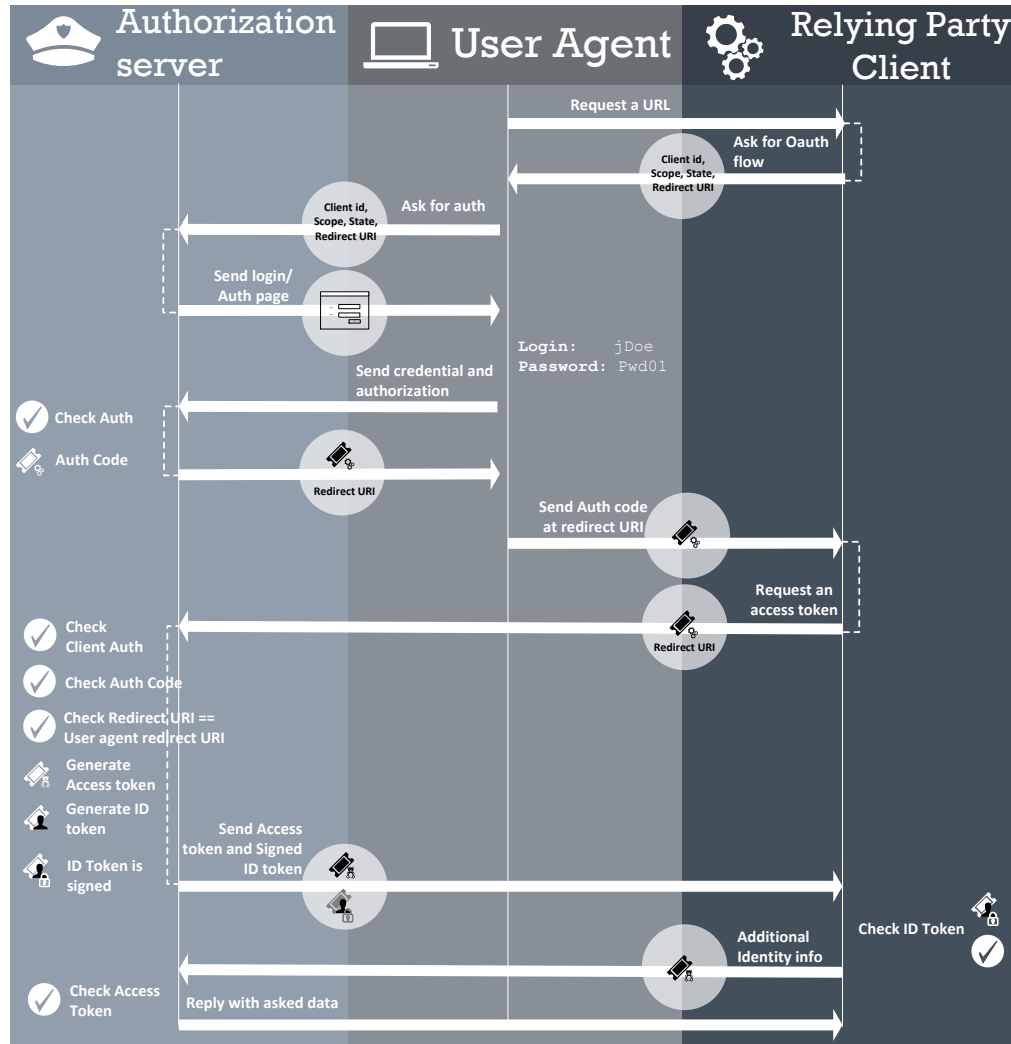 Authorization
server
User Agent
Relying Party
Client
Request a URL
Ask for Oauth
flow
Client id,
Scope, State,
Redirect URI
Ask for auth
Client id,
Scope, State,
Redirect URI
Send login/
Auth page
Login: jDoe
Password: Pwd01
Send credential and
authorization
Check Auth
Auth Code
Redirect URI
Send Auth code
at redirect URI
Request an
access token
Redirect URI
Check
Client Auth
Check Auth Code
Check Redirect URI ==
User agent redirect URI
Generate
Access token
Generate ID
token
ID Token is
signed
Send Access
token and Signed
ID token
Check ID Token
Additional
Identity info
Check Access
Token
Reply with asked data